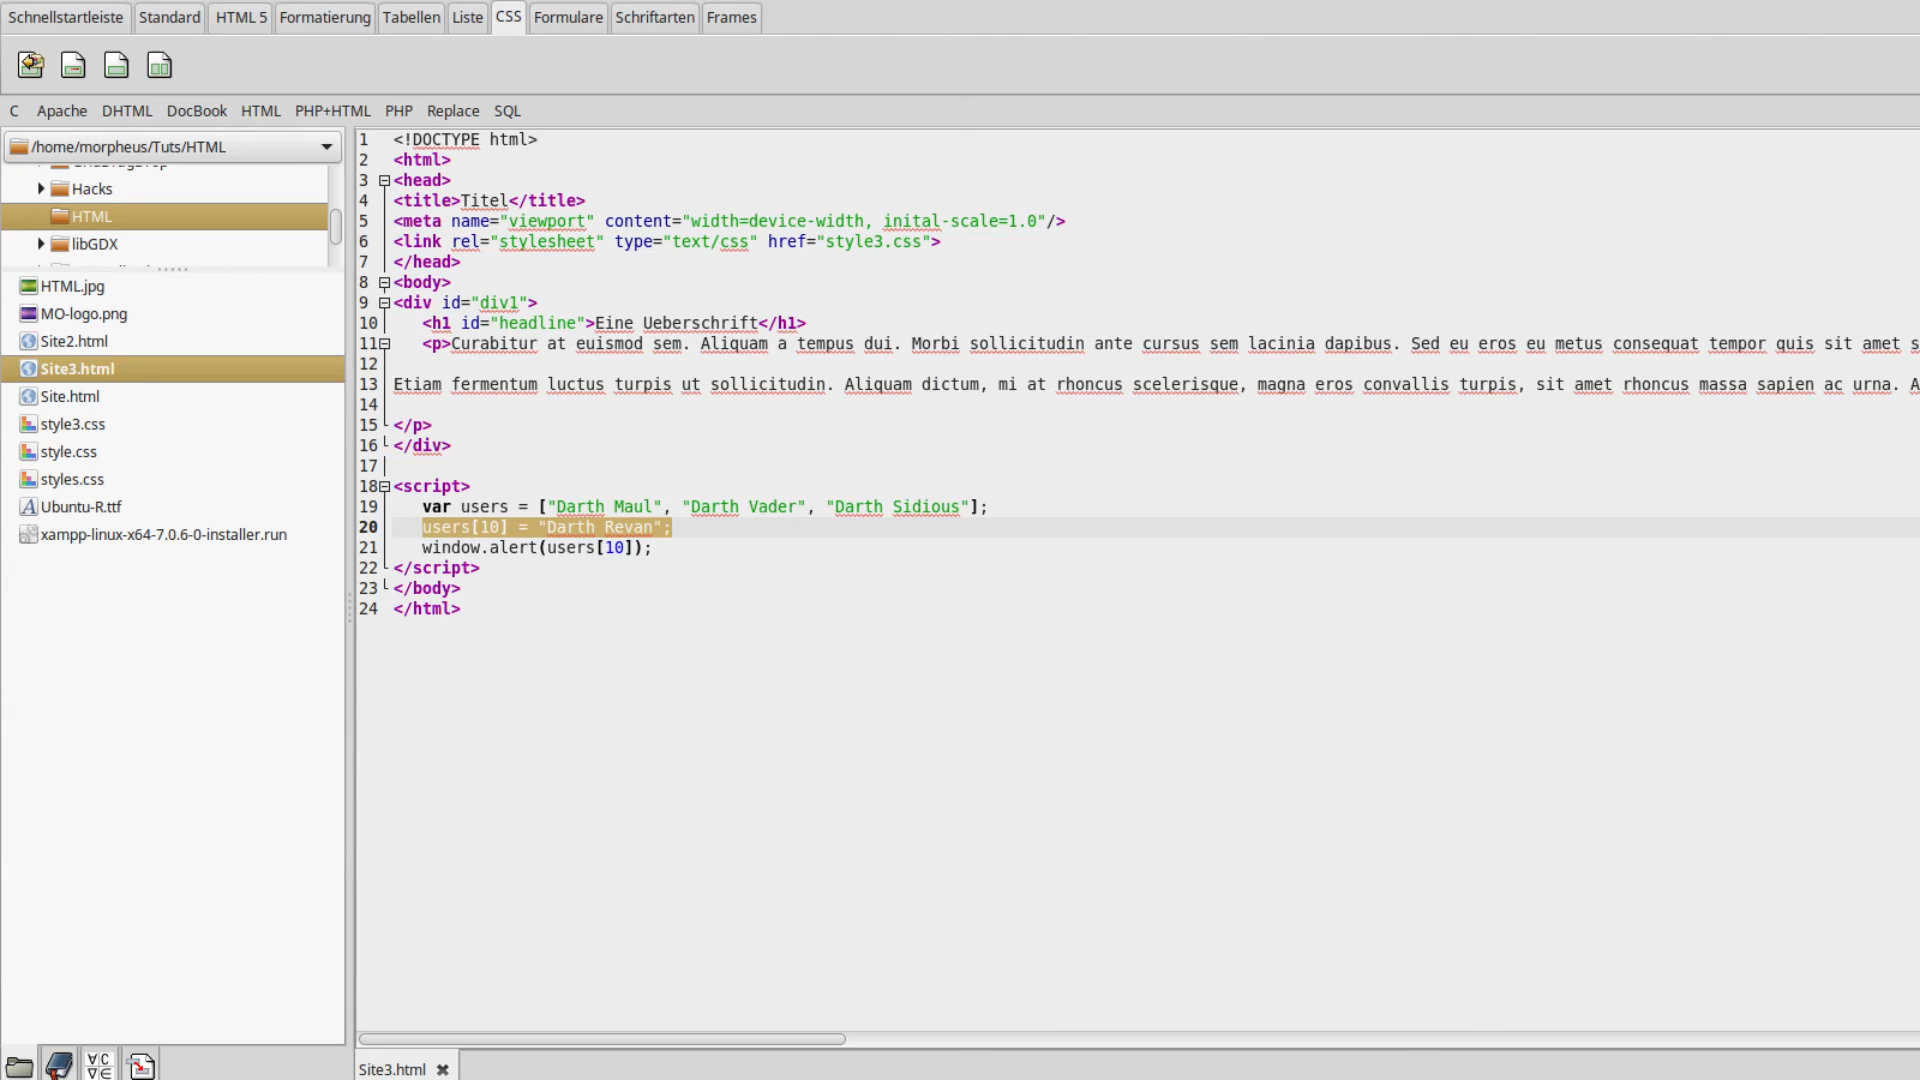 Schnellstartleiste Standard HTML 5 Formatierung Tabellen Liste CSS Formulare Schriftarten Frames
C Apache DHTML DocBook HTML PHP+HTML PHP Replace SQL
/home/morpheus/Tuts/HTML
Hacks
HTML
libGDX
HTML.jpg
MO-logo.png
Site2.html
Site3.html
Site.html
style3.css
style.css
styles.css
Ubuntu-R.ttf
xampp-linux-x64-7.0.6-0-installer.run
1 <!DOCTYPE html>
2 <html>
3 <head>
4 <title>Titel</title>
5 <meta name="viewport" content="width=device-width, inital-scale=1.0"/>
6 <link rel="stylesheet" type="text/css" href="style3.css">
7 </head>
8 <body>
9 <div id="div1">
10 <h1 id="headline">Eine Ueberschrift</h1>
11 <p>Curabitur at euismod sem. Aliquam a tempus dui. Morbi sollicitudin ante cursus sem lacinia dapibus. Sed eu eros eu metus consequat tempor quis sit amet s
12
13 Etiam fermentum luctus turpis ut sollicitudin. Aliquam dictum, mi at rhoncus scelerisque, magna eros convallis turpis, sit amet rhoncus massa sapien ac urna. A
14
15 </p>
16 </div>
17
18 <script>
19 var users = ["Darth Maul", "Darth Vader", "Darth Sidious"];
20 users[10] = "Darth Revan";
21 window.alert(users[10]);
22 </script>
23 </body>
24 </html>
Site3.html